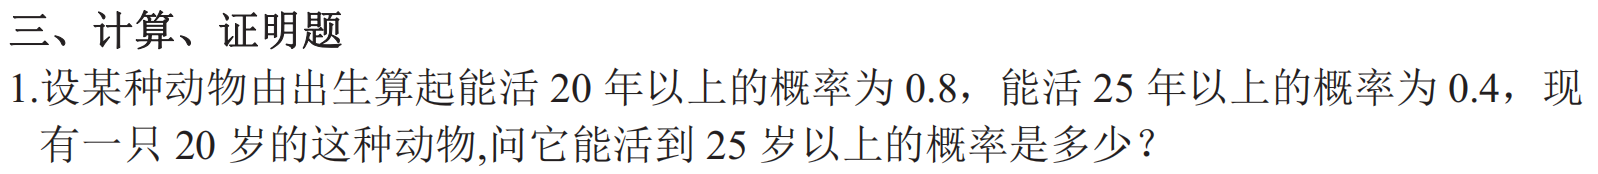 三、计算、证明题
1.设某种动物由出生算起能活 20 年以上的概率为 0.8，能活 25 年以上的概率为 0.4，现
有一只 20 岁的这种动物,问它能活到 25 岁以上的概率是多少？